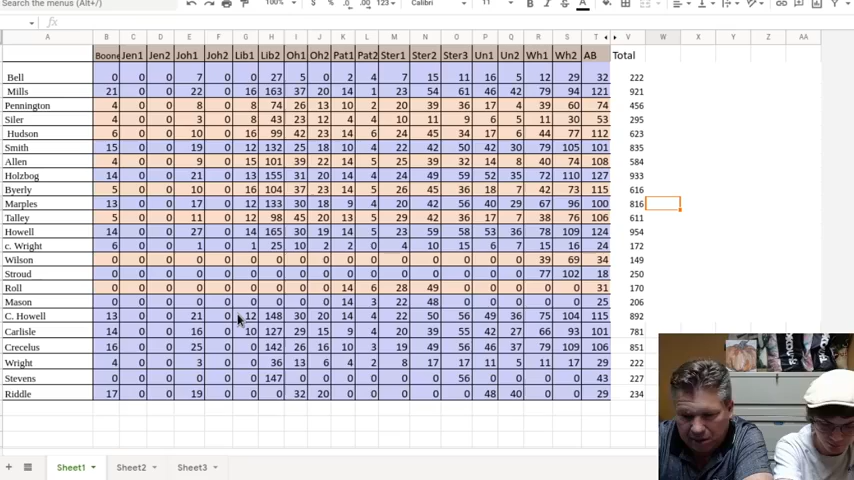 Search the menus (Alt+/) 100% $ % .0 .00 123 Calibri 11 B I A
fx
A B C D E F G H I J K L M N O P Q R S T V W X Y Z AA
Boone Jen1 Jen2 Joh1 Joh2 Lib1 Lib2 Oh1 Oh2 Pat1 Pat2 Ster1 Ster2 Ster3 Un1 Un2 Wh1 Wh2 AB Total
Bell 0 0 0 7 0 0 27 5 0 2 4 7 15 11 16 5 12 29 32 222
Mills 21 0 0 22 0 16 163 37 20 14 1 23 54 61 46 42 79 94 121 921
Pennington 4 0 0 8 0 8 74 26 13 10 2 20 39 36 17 4 39 60 74 456
Siler 4 0 0 3 0 8 43 23 12 4 4 10 11 9 6 5 11 30 53 295
Hudson 6 0 0 10 0 16 99 42 23 14 6 24 45 34 17 6 44 77 112 623
Smith 15 0 0 19 0 12 132 25 18 10 4 22 42 50 42 30 79 105 101 835
Allen 4 0 0 9 0 15 101 39 22 14 5 25 39 32 14 8 40 74 108 584
Holzbog 14 0 0 21 0 13 155 31 20 14 4 24 49 59 52 35 72 110 127 933
Byerly 5 0 0 10 0 16 104 37 23 14 5 26 45 36 18 7 42 73 115 616
Marples 13 0 0 17 0 12 133 30 18 9 4 20 42 56 40 29 67 96 100 816
Talley 5 0 0 11 0 12 98 45 20 13 5 29 42 36 17 7 38 76 106 611
Howell 14 0 0 27 0 14 165 30 19 14 5 23 59 58 53 36 78 109 124 954
c. Wright 6 0 0 1 0 1 25 10 2 2 0 4 10 15 6 7 15 16 24 172
Wilson 0 0 0 0 0 0 0 0 0 0 0 0 0 0 0 0 39 69 34 149
Stroud 0 0 0 0 0 0 0 0 0 0 0 0 0 0 0 0 77 102 18 250
Roll 0 0 0 0 0 0 0 0 0 14 6 28 49 0 0 0 0 0 31 170
Mason 0 0 0 0 0 0 0 0 0 14 3 22 48 0 0 0 0 0 25 206
C. Howell 13 0 0 21 0 12 148 30 20 14 4 22 50 56 49 36 75 104 115 892
Carlisle 14 0 0 16 0 10 127 29 15 9 4 20 39 55 42 27 66 93 101 781
Crecelus 16 0 0 25 0 0 142 26 16 10 3 19 49 56 46 37 79 109 106 851
Wright 4 0 0 3 0 0 36 13 6 4 2 8 17 17 11 5 11 17 29 222
Stevens 0 0 0 0 0 0 147 0 0 0 0 0 0 56 0 0 0 0 43 227
Riddle 17 0 0 19 0 0 0 32 20 0 0 0 0 0 48 40 0 0 29 234
Sheet1 Sheet2 Sheet3